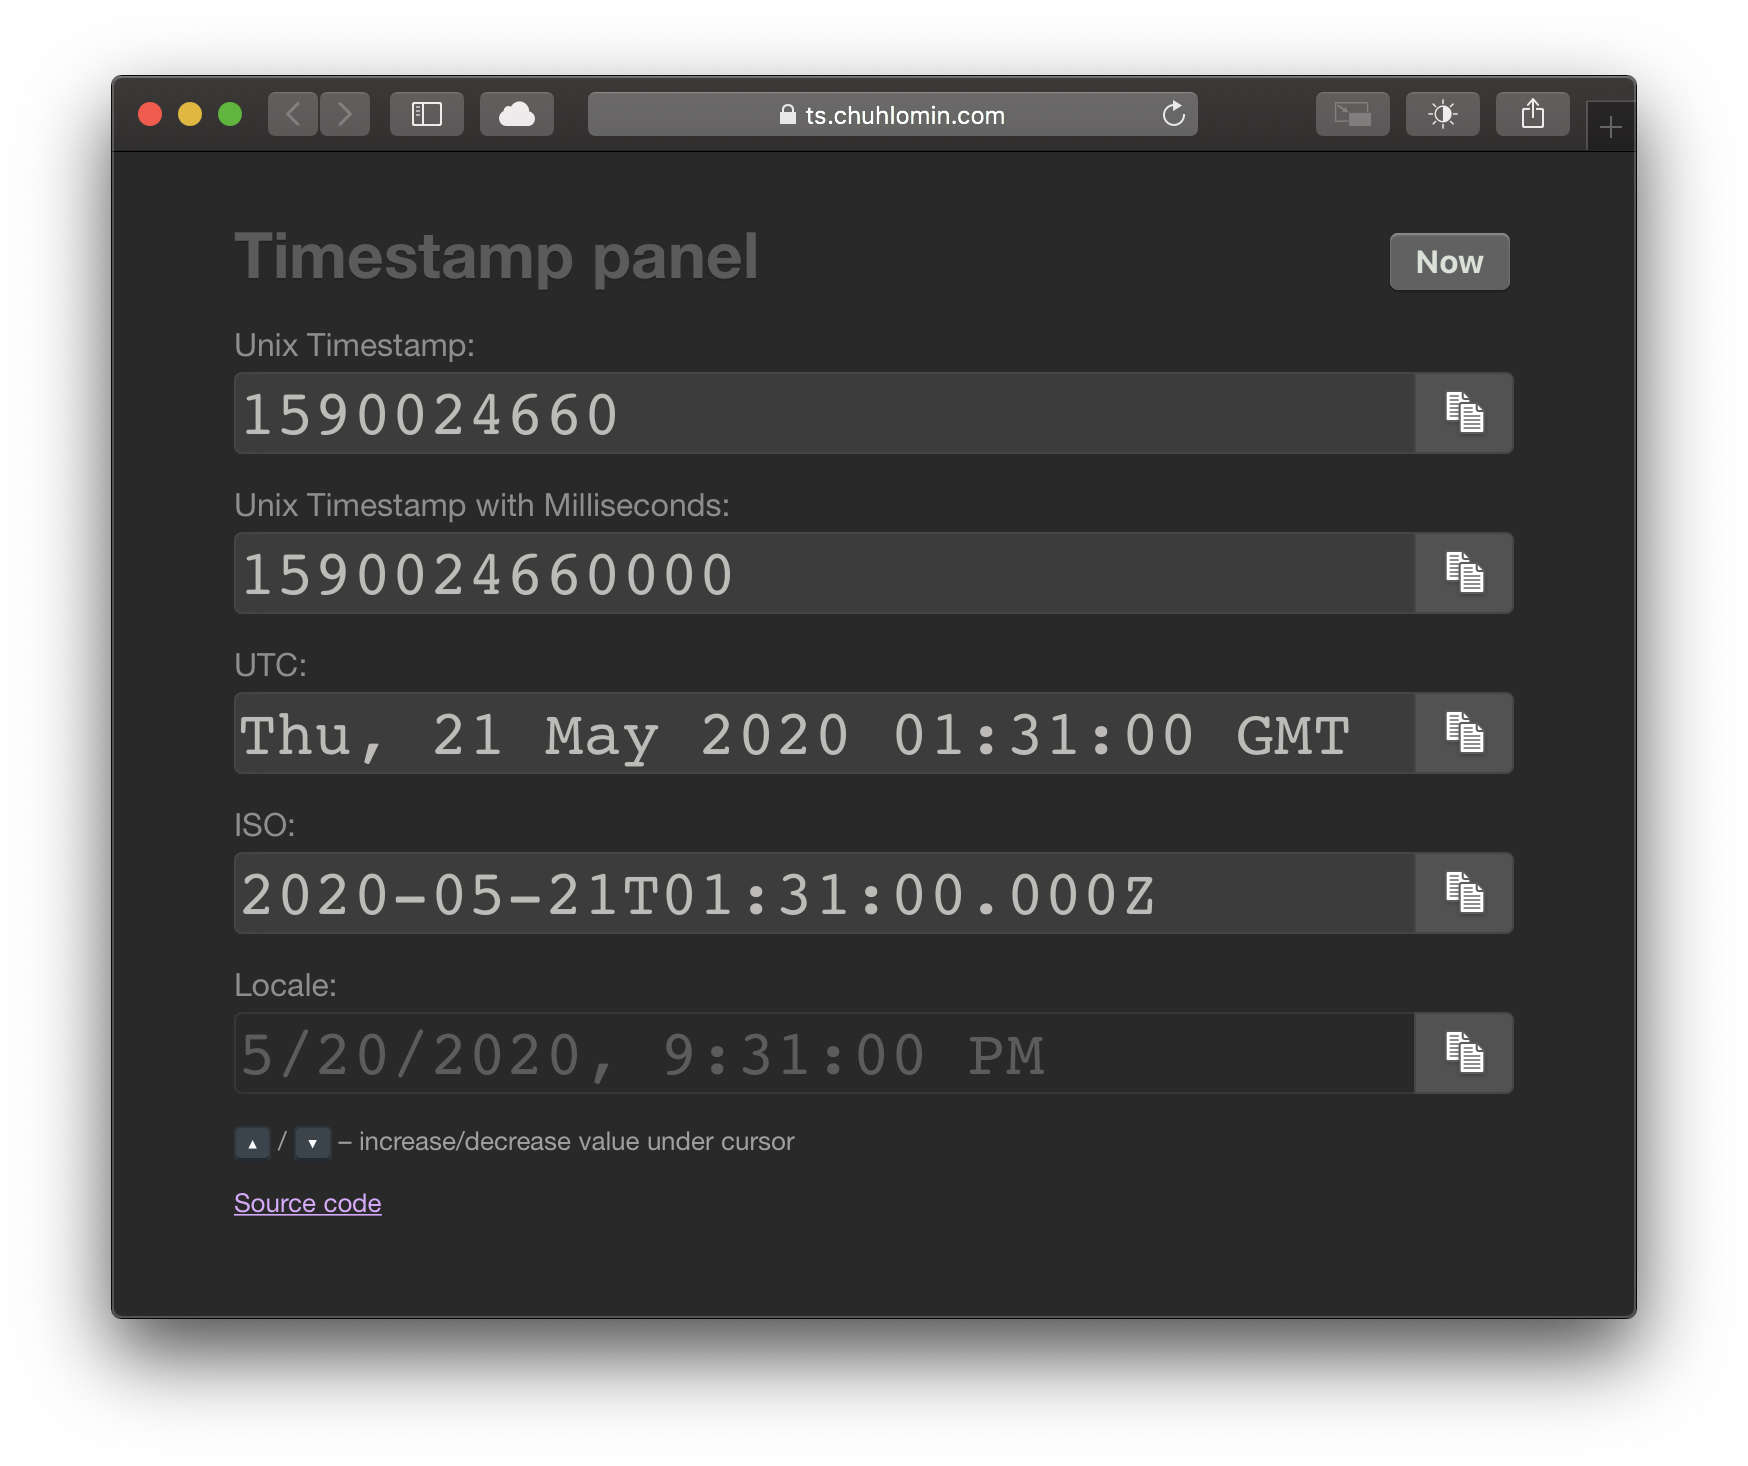 ts.chuhlomin.com
Timestamp panel
Now
Unix Timestamp:
1590024660
Unix Timestamp with Milliseconds:
1590024660000
UTC:
Thu, 21 May 2020 01:31:00 GMT
ISO:
2020-05-21T01:31:00.000Z
Locale:
5/20/2020, 9:31:00 PM
▲ / ▼ – increase/decrease value under cursor
Source code